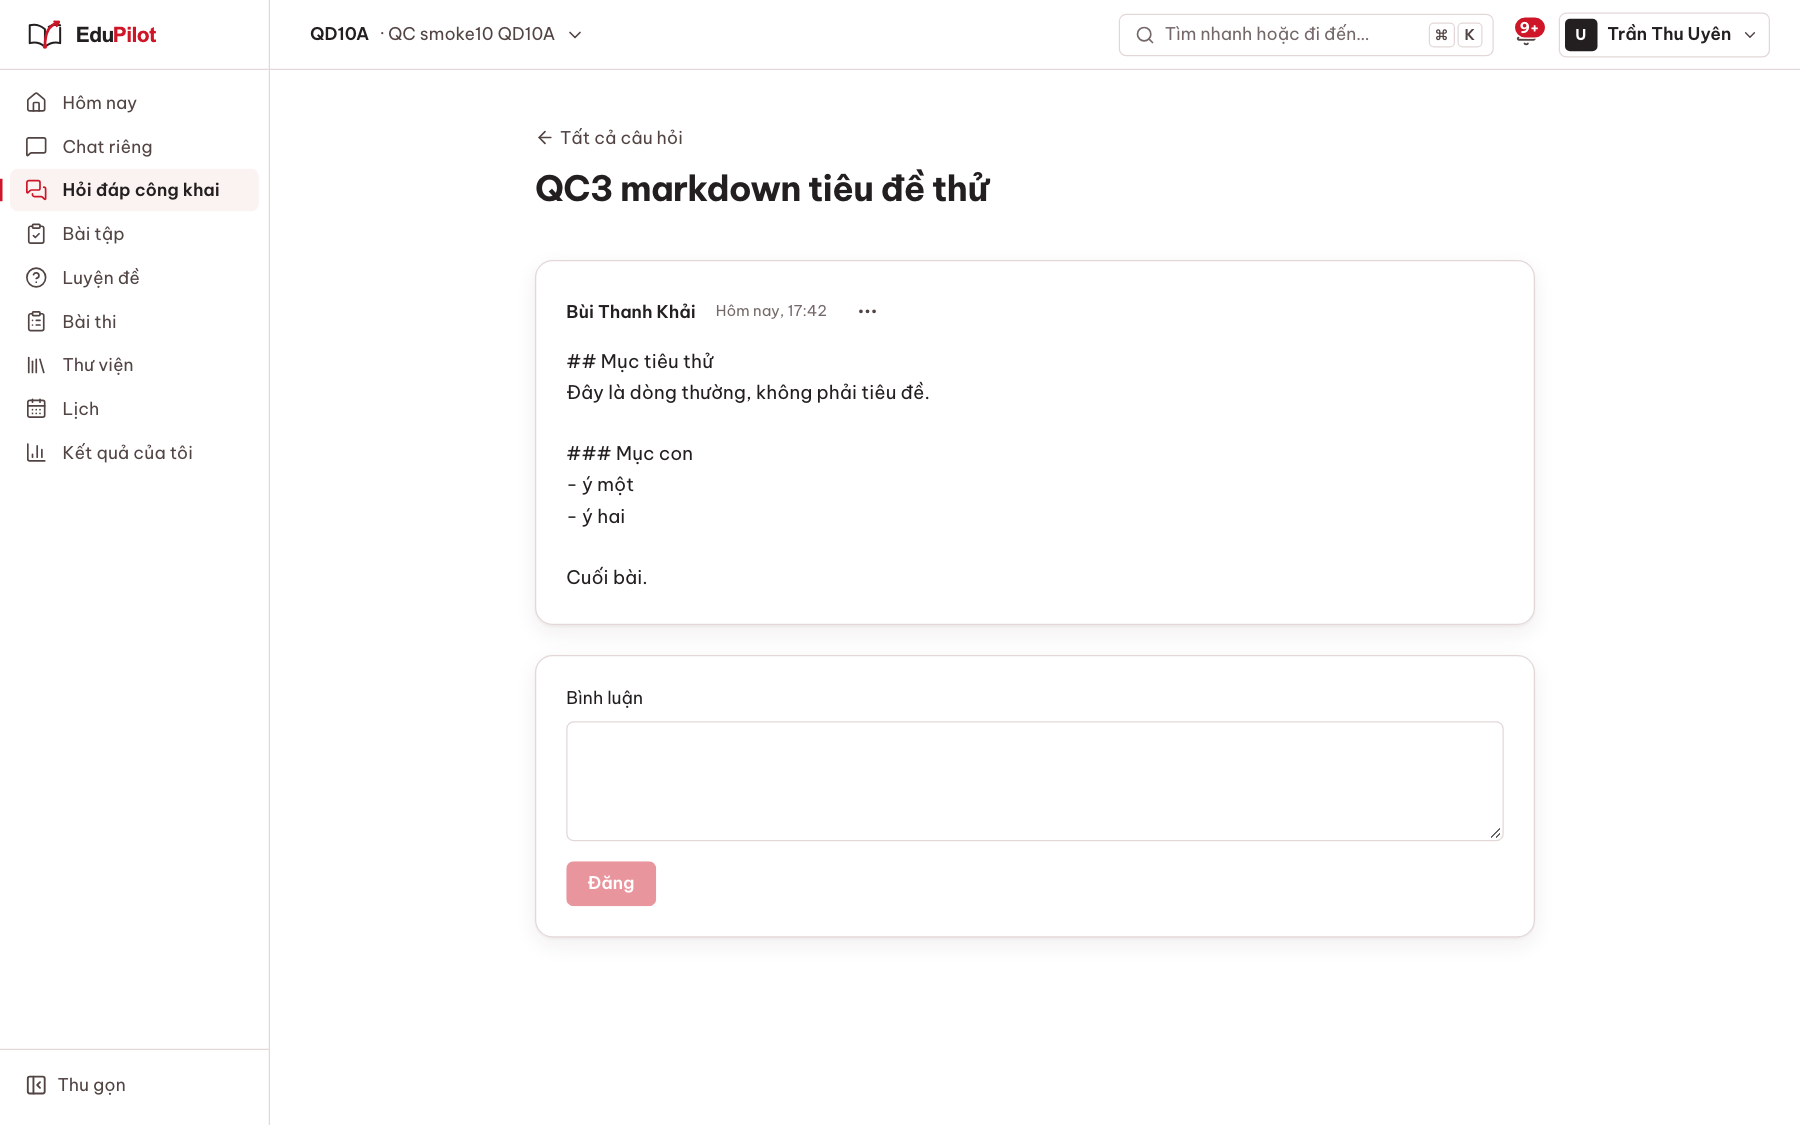 EduPilot
QD10A · QC smoke10 QD10A
Tìm nhanh hoặc đi đến... ⌘ K
9+
U Trần Thu Uyên
Hôm nay
Chat riêng
Hỏi đáp công khai
Bài tập
Luyện đề
Bài thi
Thư viện
Lịch
Kết quả của tôi
Thu gọn
← Tất cả câu hỏi
QC3 markdown tiêu đề thử
Bùi Thanh Khải Hôm nay, 17:42 ···
## Mục tiêu thử
Đây là dòng thường, không phải tiêu đề.
### Mục con
- ý một
- ý hai
Cuối bài.
Bình luận
Đăng